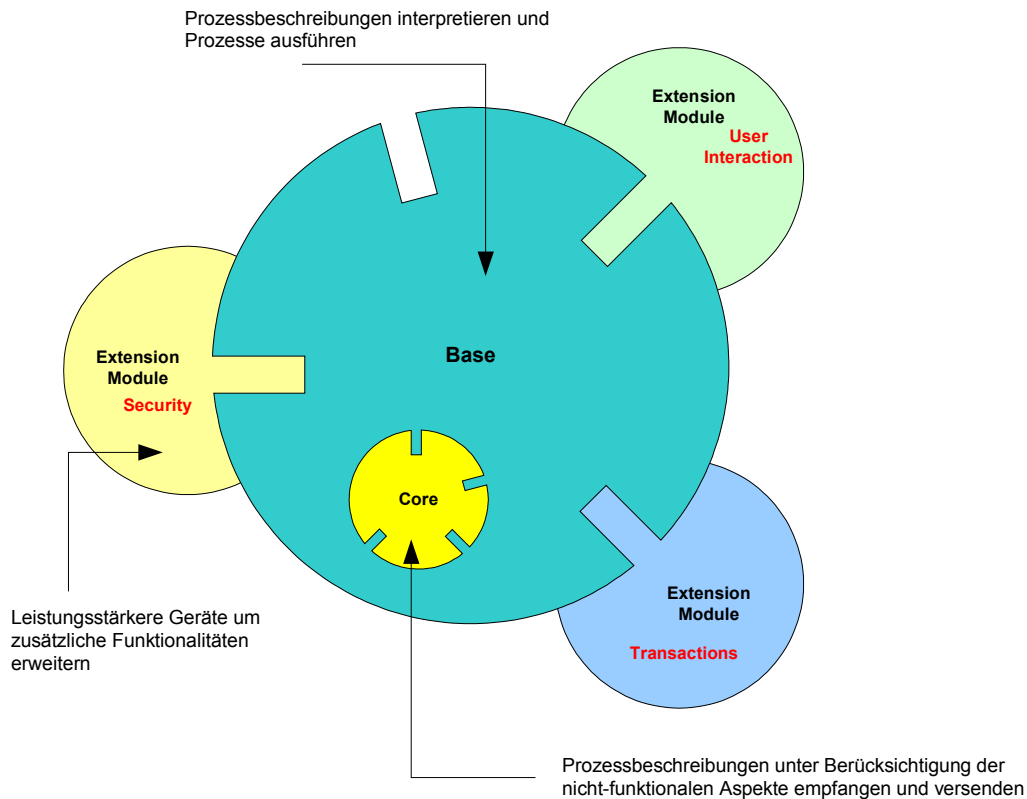 Prozessbeschreibungen interpretieren und
Prozesse ausführen
Extension
Module
User
Interaction
Base
Extension
Module
Security
Core
Extension
Module
Transactions
Leistungsstärkere Geräte um
zusätzliche Funktionalitäten
erweitern
Prozessbeschreibungen unter Berücksichtigung der
nicht-funktionalen Aspekte empfangen und versenden